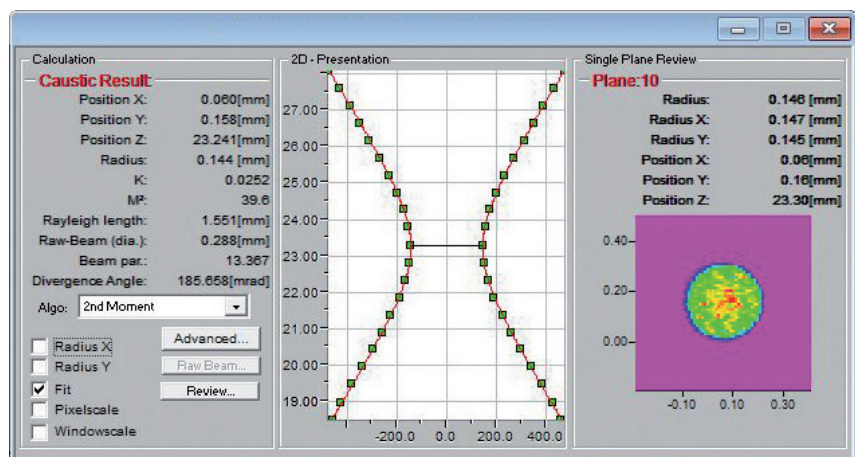 Calculation
Caustic Result:
Position X: 0.060[mm]
Position Y: 0.158[mm]
Position Z: 23.241[mm]
Radius: 0.144 [mm]
K: 0.0252
M²: 39.6
Rayleigh length: 1.551[mm]
Raw-Beam (dia.): 0.288[mm]
Beam par.: 13.367
Divergence Angle: 185.658[mrad]
Algo: 2nd Moment
Radius X
Radius Y
Fit
Pixelscale
Windowscale
Advanced...
Raw Beam...
Review...
2D - Presentation
27.00
26.00
25.00
24.00
23.00
22.00
21.00
20.00
19.00
-200.0 0.0 200.0 400.0
Single Plane Review
Plane:10
Radius: 0.146 [mm]
Radius X: 0.147 [mm]
Radius Y: 0.145 [mm]
Position X: 0.06[mm]
Position Y: 0.16[mm]
Position Z: 23.30[mm]
0.40
0.20
0.00
-0.10 0.10 0.30